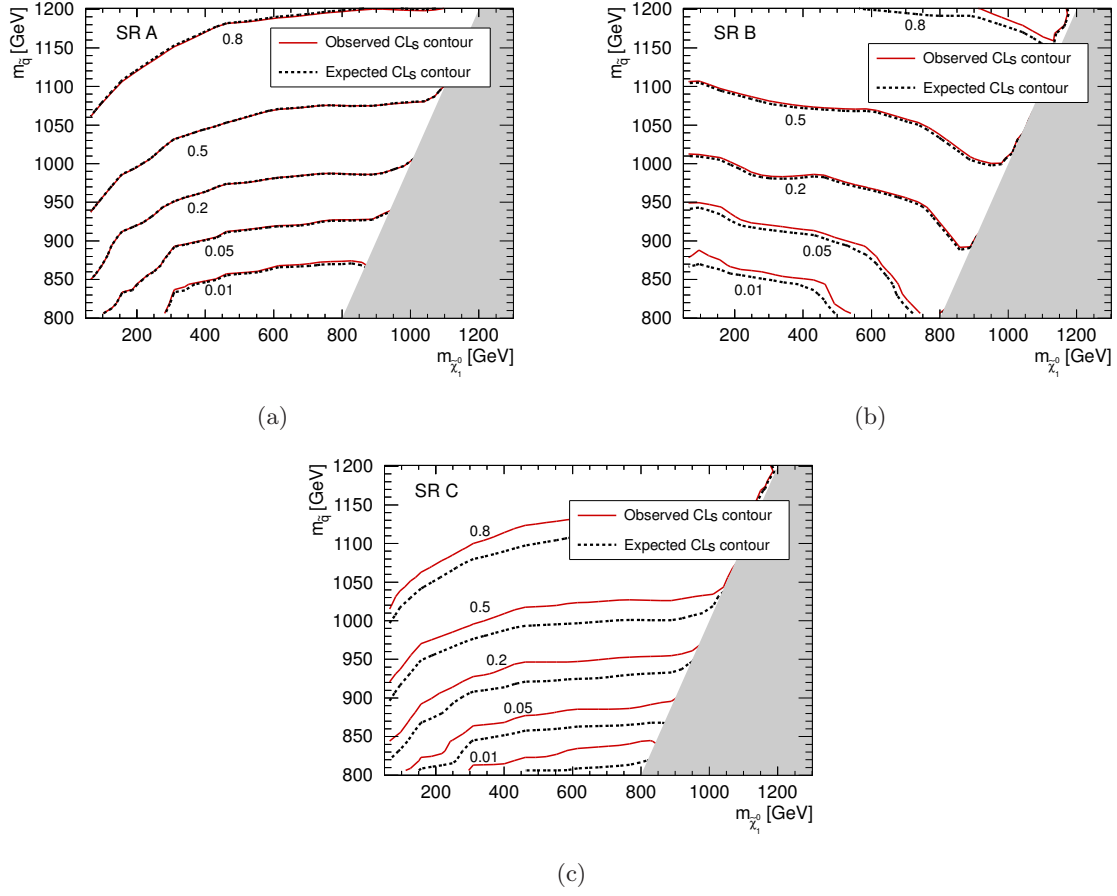 SR A
Observed CLs contour
Expected CLs contour
0.8
0.5
0.2
0.05
0.01
m_q̃ [GeV]
1200
1150
1100
1050
1000
950
900
850
800
200 400 600 800 1000 1200
m_χ̃⁰₁ [GeV]
(a)
SR B
Observed CLs contour
Expected CLs contour
0.8
0.5
0.2
0.05
0.01
m_q̃ [GeV]
1200
1150
1100
1050
1000
950
900
850
800
200 400 600 800 1000 1200
m_χ̃⁰₁ [GeV]
(b)
SR C
Observed CLs contour
Expected CLs contour
0.8
0.5
0.2
0.05
0.01
m_q̃ [GeV]
1200
1150
1100
1050
1000
950
900
850
800
200 400 600 800 1000 1200
m_χ̃⁰₁ [GeV]
(c)